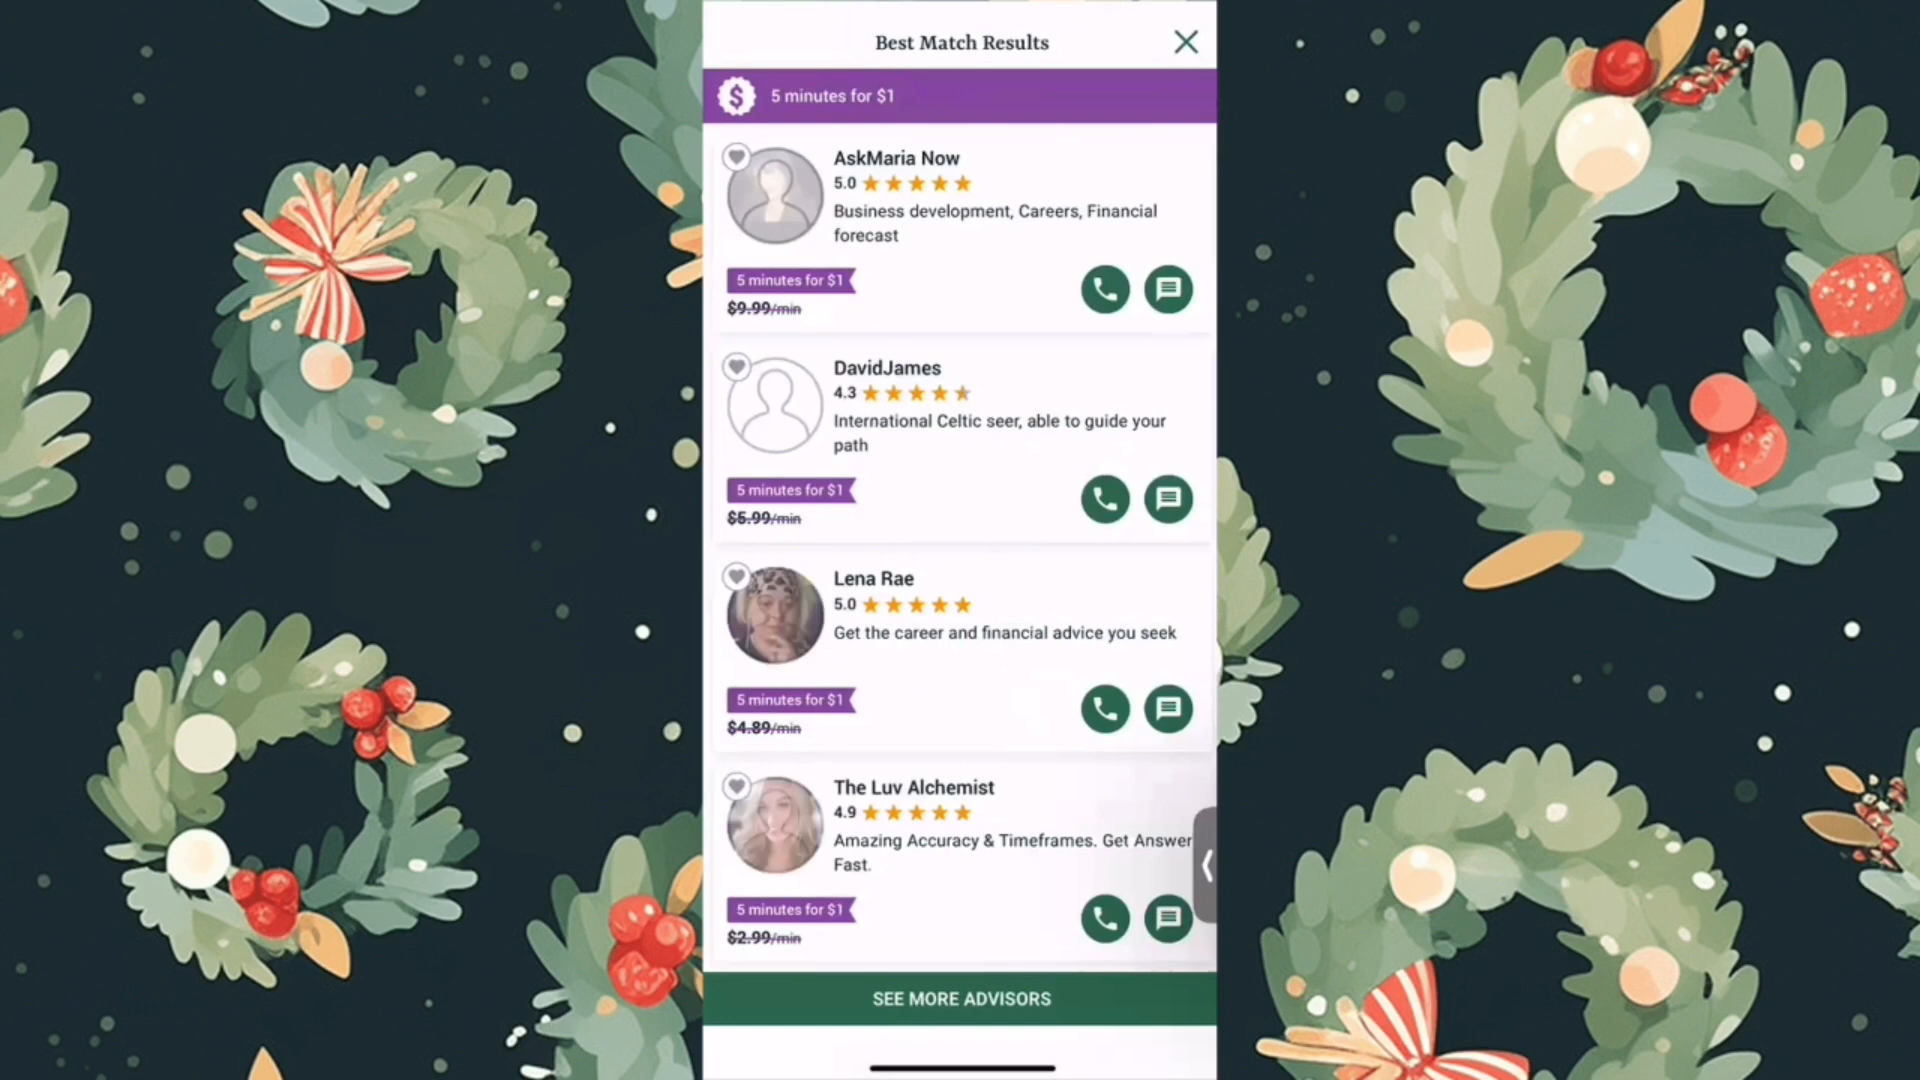 Best Match Results
5 minutes for $1
AskMaria Now
5.0
Business development, Careers, Financial
forecast
5 minutes for $1
$9.99/min
DavidJames
4.3
International Celtic seer, able to guide your
path
5 minutes for $1
$5.99/min
Lena Rae
5.0
Get the career and financial advice you seek
5 minutes for $1
$4.89/min
The Luv Alchemist
4.9
Amazing Accuracy & Timeframes. Get Answer
Fast.
5 minutes for $1
$2.99/min
SEE MORE ADVISORS